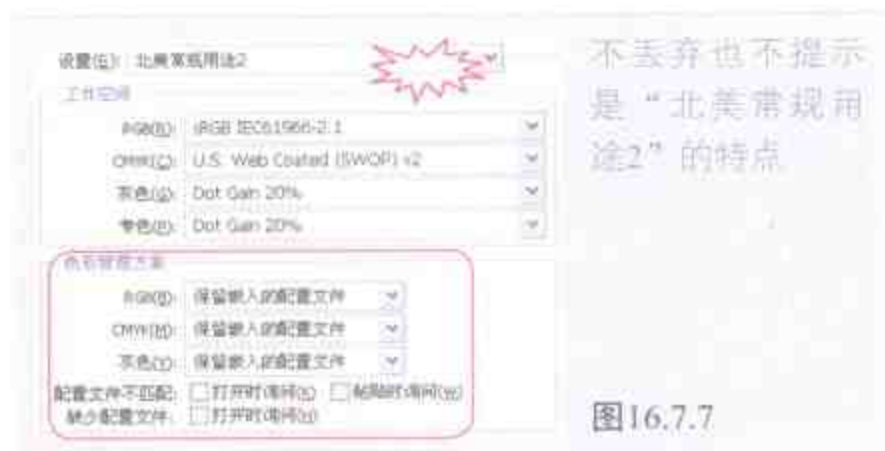 设置(E): 北美常规用途2
工作空间
RGB(R): sRGB IEC61966-2.1
CMYK(C): U.S. Web Coated (SWOP) v2
灰色(G): Dot Gain 20%
专色(P): Dot Gain 20%
色彩管理方案
RGB(B): 保留嵌入的配置文件
CMYK(M): 保留嵌入的配置文件
灰色(Y): 保留嵌入的配置文件
配置文件不匹配: 打开时询问(K) 粘贴时询问(W)
缺少配置文件: 打开时询问(H)
不丢弃也不提示
是“北美常规用
途2”的特点
图16.7.7